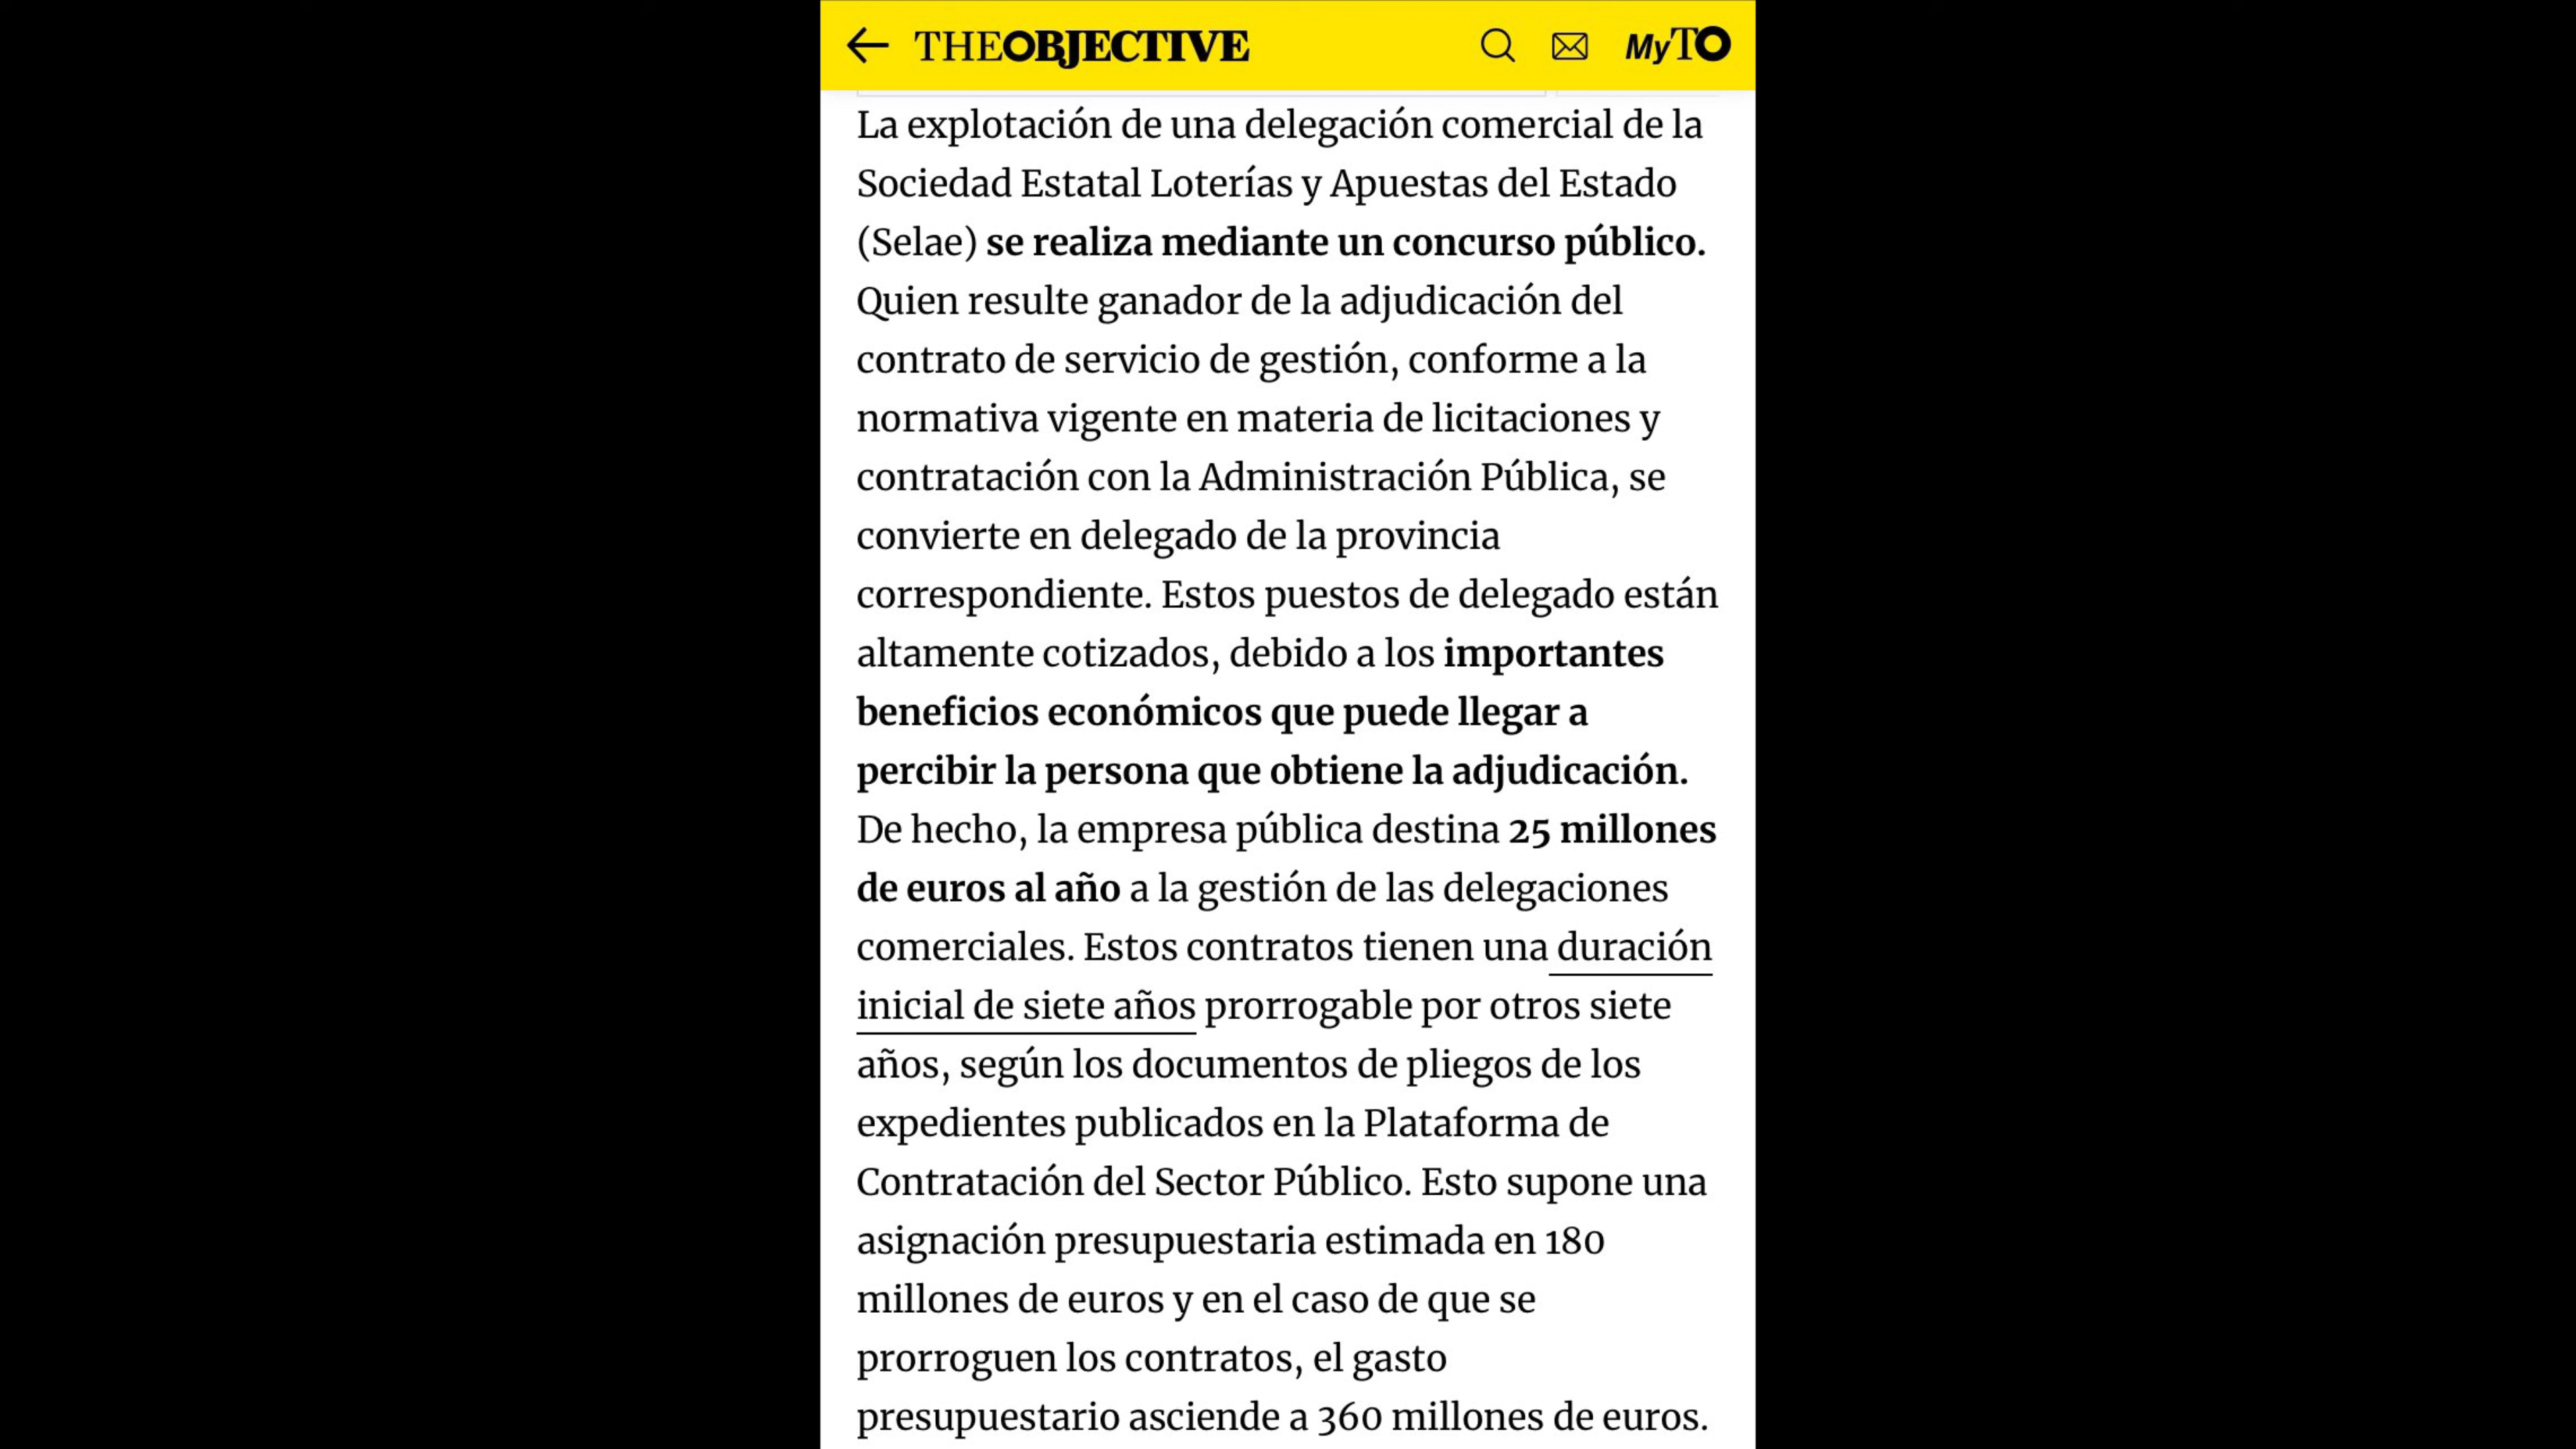 THEOBJECTIVE
MyTO
La explotación de una delegación comercial de la
Sociedad Estatal Loterías y Apuestas del Estado
(Selae) se realiza mediante un concurso público.
Quien resulte ganador de la adjudicación del
contrato de servicio de gestión, conforme a la
normativa vigente en materia de licitaciones y
contratación con la Administración Pública, se
convierte en delegado de la provincia
correspondiente. Estos puestos de delegado están
altamente cotizados, debido a los importantes
beneficios económicos que puede llegar a
percibir la persona que obtiene la adjudicación.
De hecho, la empresa pública destina 25 millones
de euros al año a la gestión de las delegaciones
comerciales. Estos contratos tienen una duración
inicial de siete años prorrogable por otros siete
años, según los documentos de pliegos de los
expedientes publicados en la Plataforma de
Contratación del Sector Público. Esto supone una
asignación presupuestaria estimada en 180
millones de euros y en el caso de que se
prorroguen los contratos, el gasto
presupuestario asciende a 360 millones de euros.